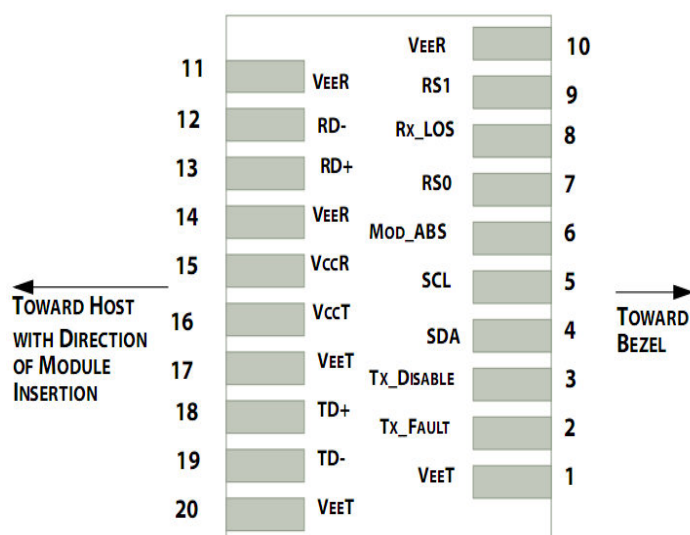 11 VEER
12 RD-
13 RD+
14 VEER
15 VCCR
16 VCCT
17 VEET
18 TD+
19 TD-
20 VEET
VEER 10
RS1 9
RX_LOS 8
RS0 7
MOD_ABS 6
SCL 5
SDA 4
TX_DISABLE 3
TX_FAULT 2
VEET 1
TOWARD HOST
WITH DIRECTION
OF MODULE
INSERTION
TOWARD
BEZEL